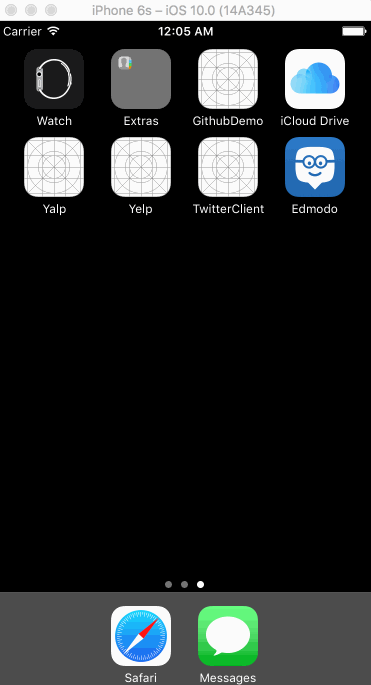 iPhone 6s – iOS 10.0 (14A345)
Carrier 12:05 AM
Watch Extras GithubDemo iCloud Drive
Yalp Yelp TwitterClient Edmodo
Safari Messages